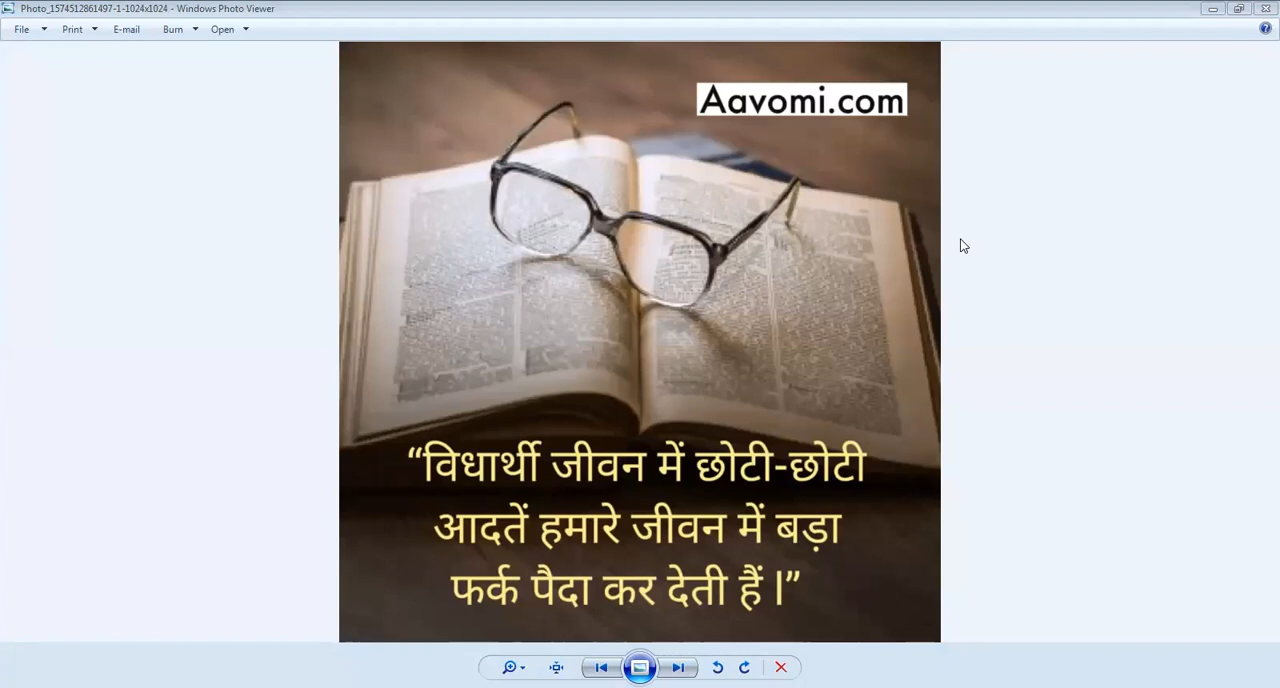 Photo_1574512861497-1-1024x1024 - Windows Photo Viewer
File Print E-mail Burn Open
Aavomi.com
“विधार्थी जीवन में छोटी-छोटी
आदतें हमारे जीवन में बड़ा
फर्क पैदा कर देती हैं ।”